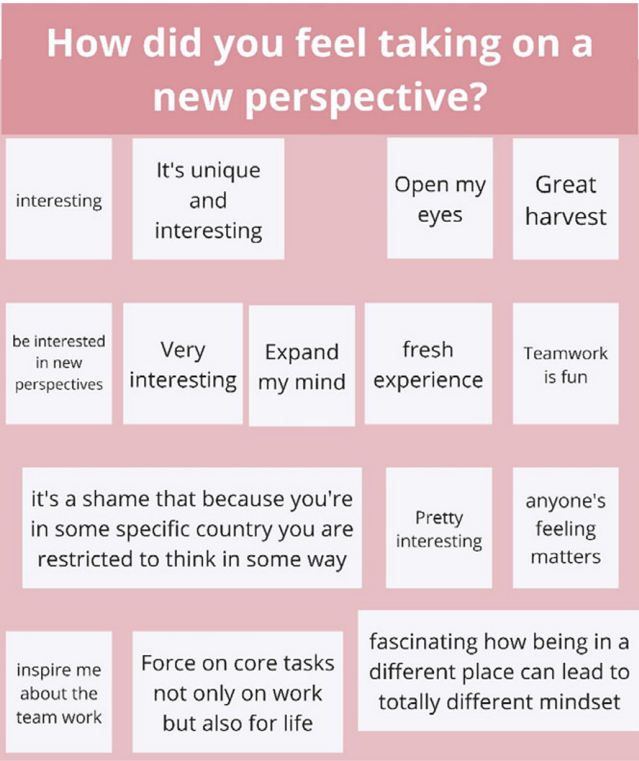 How did you feel taking on a
new perspective?
interesting
It's unique
and
interesting
Open my
eyes
Great
harvest
be interested
in new
perspectives
Very
interesting
Expand
my mind
fresh
experience
Teamwork
is fun
it's a shame that because you're
in some specific country you are
restricted to think in some way
Pretty
interesting
anyone's
feeling
matters
inspire me
about the
team work
Force on core tasks
not only on work
but also for life
fascinating how being in a
different place can lead to
totally different mindset